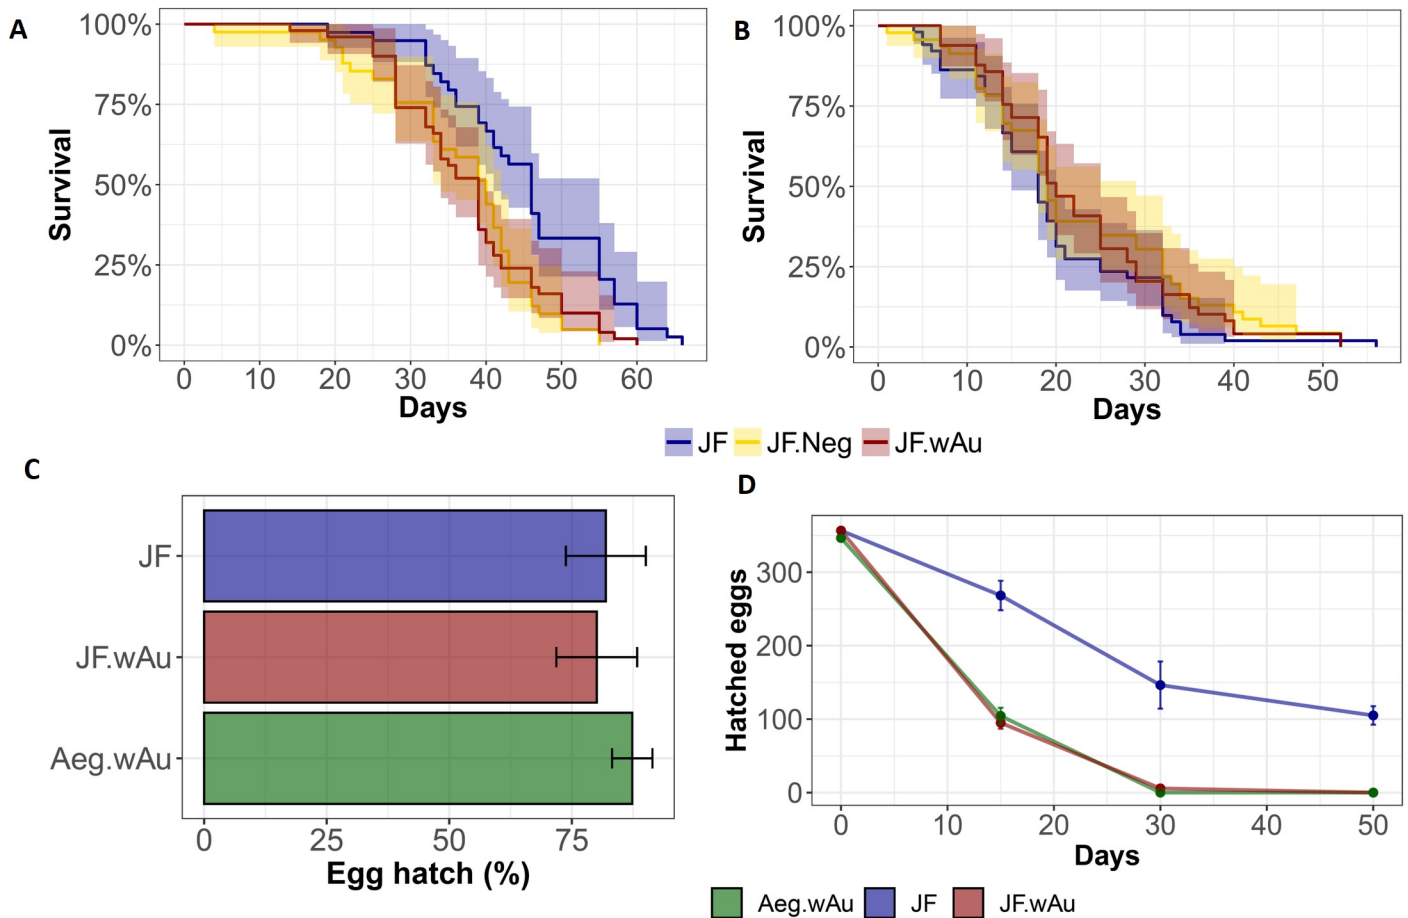 A
Survival
100%
75%
50%
25%
0%
0 10 20 30 40 50 60
Days
B
Survival
100%
75%
50%
25%
0%
0 10 20 30 40 50
Days
JF JF.Neg JF.wAu
C
JF
JF.wAu
Aeg.wAu
0 25 50 75
Egg hatch (%)
D
Hatched eggs
300
200
100
0
0 10 20 30 40 50
Days
Aeg.wAu JF JF.wAu